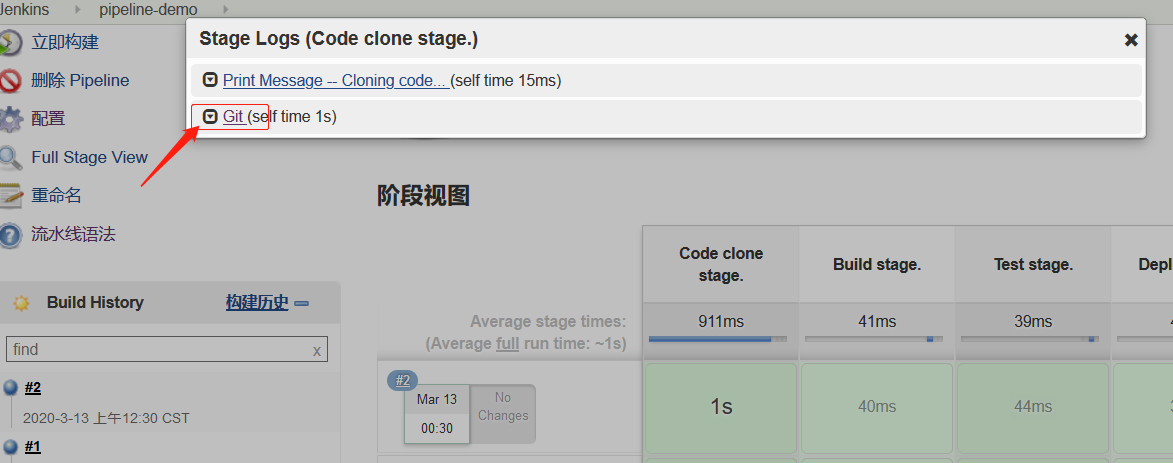 Jenkins
pipeline-demo
立即构建
删除 Pipeline
配置
Full Stage View
重命名
流水线语法
Stage Logs (Code clone stage.)
Print Message -- Cloning code... (self time 15ms)
Git (self time 1s)
阶段视图
Build History
构建历史
find
x
#2
2020-3-13 上午12:30 CST
#1
Code clone
stage.
Build stage.
Test stage.
Average stage times:
(Average full run time: ~1s)
911ms
41ms
39ms
#2
Mar 13
00:30
No
Changes
1s
40ms
44ms